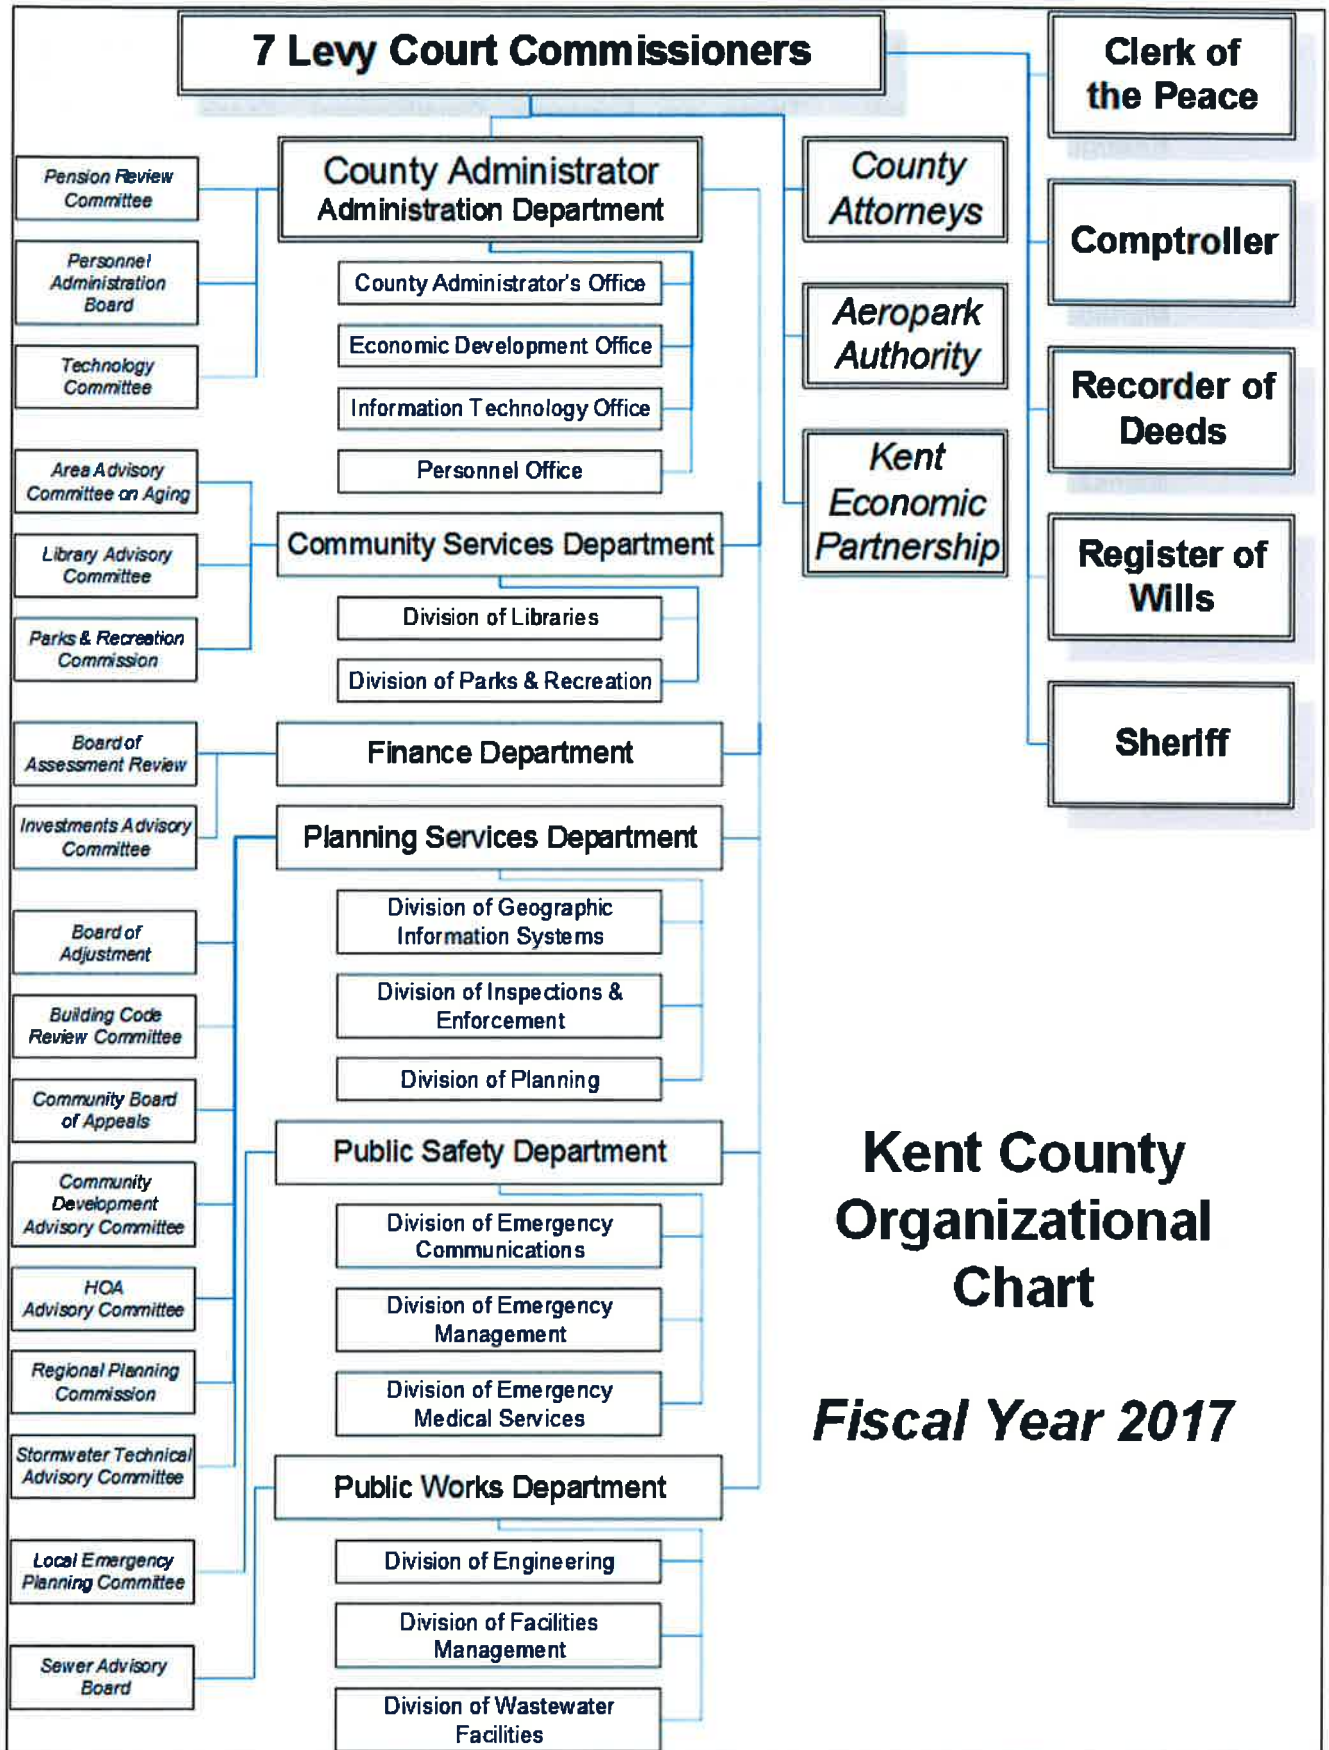 7 Levy Court Commissioners
Clerk of
the Peace
Comptroller
Recorder of
Deeds
Register of
Wills
Sheriff
County
Attorneys
Aeropark
Authority
Kent
Economic
Partnership
County Administrator
Administration Department
County Administrator's Office
Economic Development Office
Information Technology Office
Personnel Office
Pension Review
Committee
Personnel
Administration
Board
Technology
Committee
Community Services Department
Division of Libraries
Division of Parks & Recreation
Area Advisory
Committee on Aging
Library Advisory
Committee
Parks & Recreation
Commission
Finance Department
Board of
Assessment Review
Investments Advisory
Committee
Planning Services Department
Division of Geographic
Information Systems
Division of Inspections &
Enforcement
Division of Planning
Board of
Adjustment
Building Code
Review Committee
Community Board
of Appeals
Community
Development
Advisory Committee
HOA
Advisory Committee
Regional Planning
Commission
Stormwater Technical
Advisory Committee
Public Safety Department
Division of Emergency
Communications
Division of Emergency
Management
Division of Emergency
Medical Services
Local Emergency
Planning Committee
Public Works Department
Division of Engineering
Division of Facilities
Management
Division of Wastewater
Facilities
Sewer Advisory
Board
Kent County
Organizational
Chart
Fiscal Year 2017